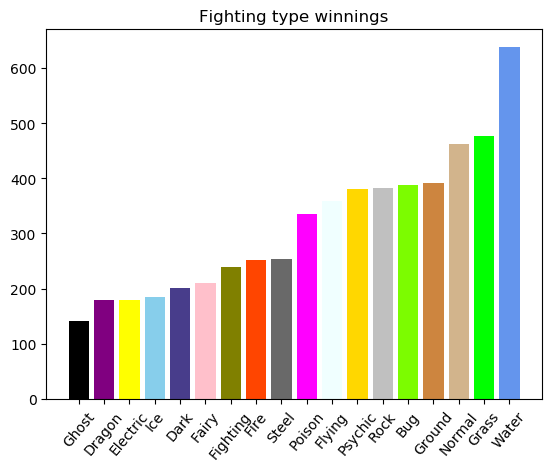 Fighting type winnings
600
500
400
300
200
100
0
Ghost
Dragon
Electric
Ice
Dark
Fairy
Fighting
Fire
Steel
Poison
Flying
Psychic
Rock
Bug
Ground
Normal
Grass
Water